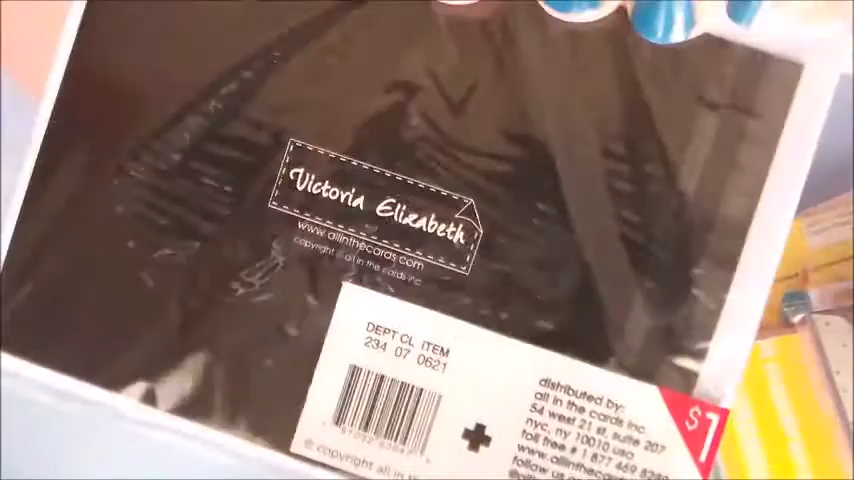 Victoria Elizabeth
www.allinthecards.com
copyright all in the cards inc
DEPT CL ITEM
234 07 0621
© copyright all in
distributed by:
all in the cards inc.
54 west 21 st, suite 207
nyc, ny 10010 usa
toll free # 1 877 469
www.allinthecards.com
follow us
$1